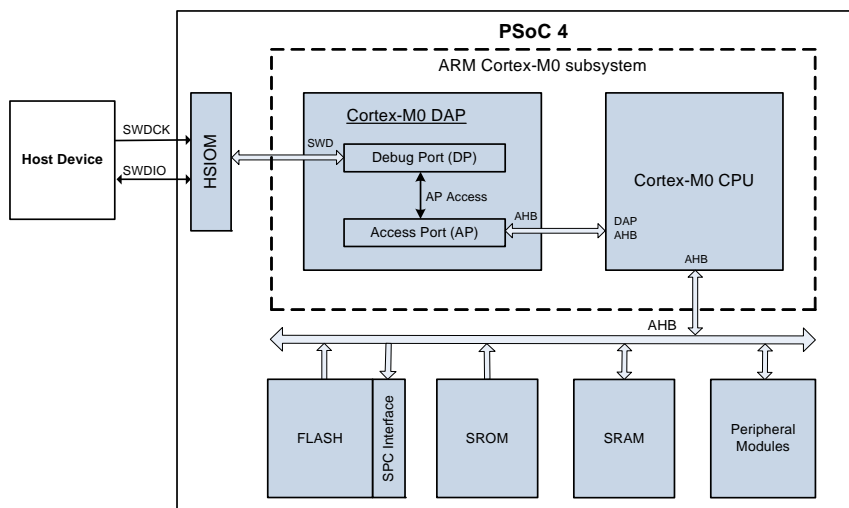 PSoC 4
ARM Cortex-M0 subsystem
Host Device
SWDCK
SWDIO
HSIOM
SWD
Cortex-M0 DAP
Debug Port (DP)
AP Access
Access Port (AP)
AHB
DAP
AHB
Cortex-M0 CPU
AHB
AHB
FLASH
SPC Interface
SROM
SRAM
Peripheral
Modules